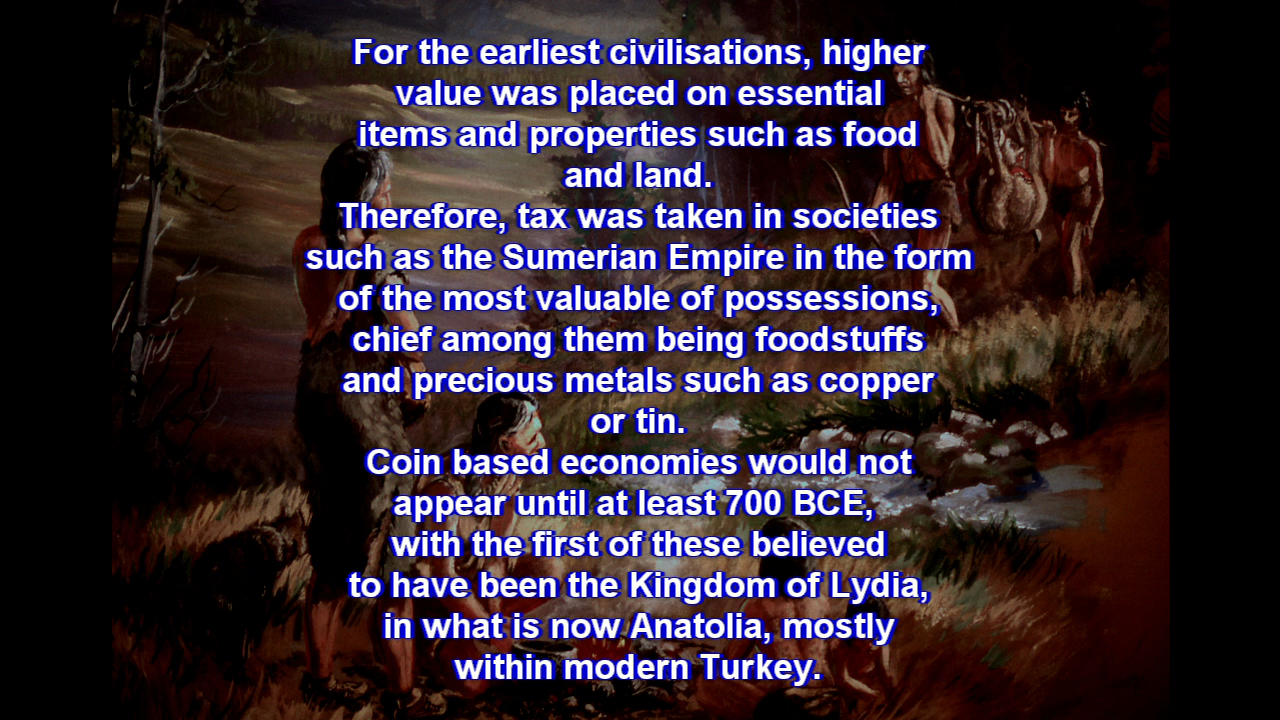 For the earliest civilisations, higher
value was placed on essential
items and properties such as food
and land.
Therefore, tax was taken in societies
such as the Sumerian Empire in the form
of the most valuable of possessions,
chief among them being foodstuffs
and precious metals such as copper
or tin.
Coin based economies would not
appear until at least 700 BCE,
with the first of these believed
to have been the Kingdom of Lydia,
in what is now Anatolia, mostly
within modern Turkey.